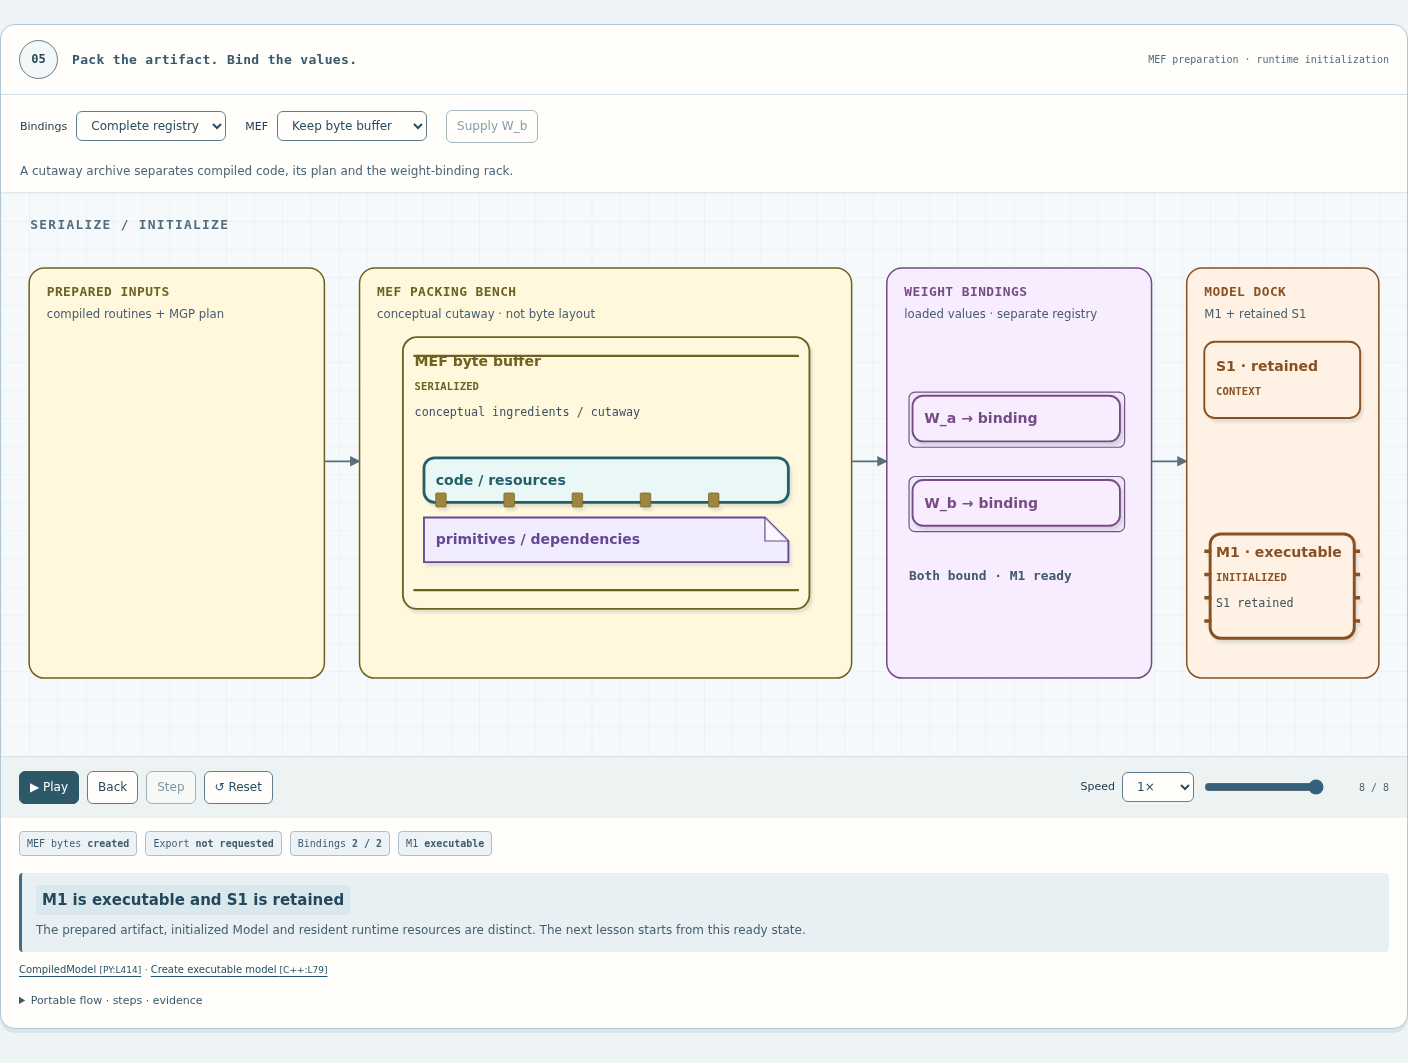 05
Pack the artifact. Bind the values.
MEF preparation · runtime initialization
Bindings
Complete registry
MEF
Keep byte buffer
Supply W_b
A cutaway archive separates compiled code, its plan and the weight-binding rack.
SERIALIZE / INITIALIZE
PREPARED INPUTS
compiled routines + MGP plan
MEF PACKING BENCH
conceptual cutaway · not byte layout
MEF byte buffer
SERIALIZED
conceptual ingredients / cutaway
code / resources
primitives / dependencies
WEIGHT BINDINGS
loaded values · separate registry
W_a → binding
W_b → binding
Both bound · M1 ready
MODEL DOCK
M1 + retained S1
S1 · retained
CONTEXT
M1 · executable
INITIALIZED
S1 retained
▶ Play
Back
Step
↺ Reset
Speed
1×
8 / 8
MEF bytes created
Export not requested
Bindings 2 / 2
M1 executable
M1 is executable and S1 is retained
The prepared artifact, initialized Model and resident runtime resources are distinct. The next lesson starts from this ready state.
CompiledModel [PY:L414] · Create executable model [C++:L79]
▶ Portable flow · steps · evidence